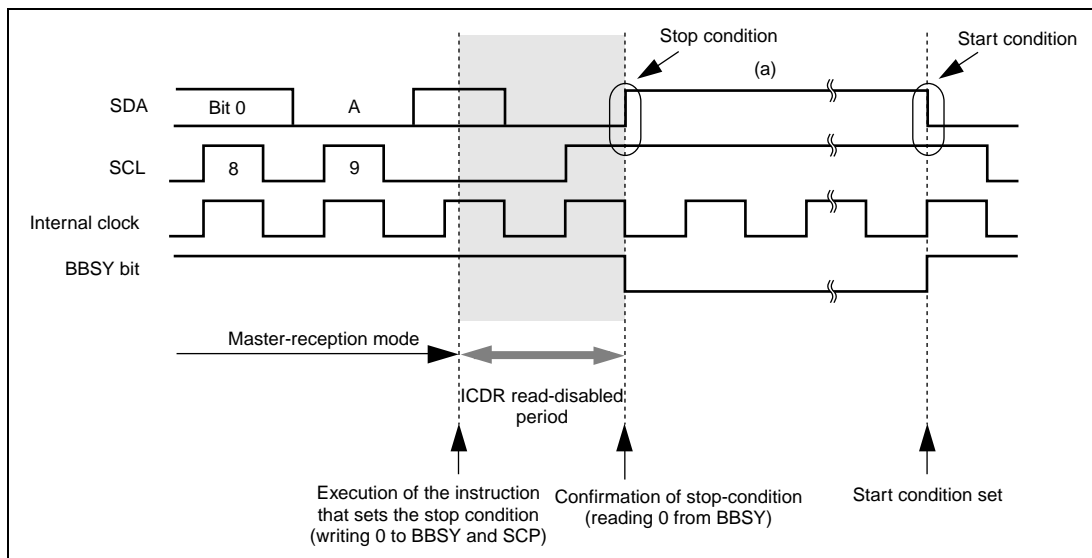 Stop condition
Start condition
(a)
SDA
Bit 0
A
SCL
8
9
Internal clock
BBSY bit
Master-reception mode
ICDR read-disabled
period
Execution of the instruction
that sets the stop condition
(writing 0 to BBSY and SCP)
Confirmation of stop-condition
(reading 0 from BBSY)
Start condition set